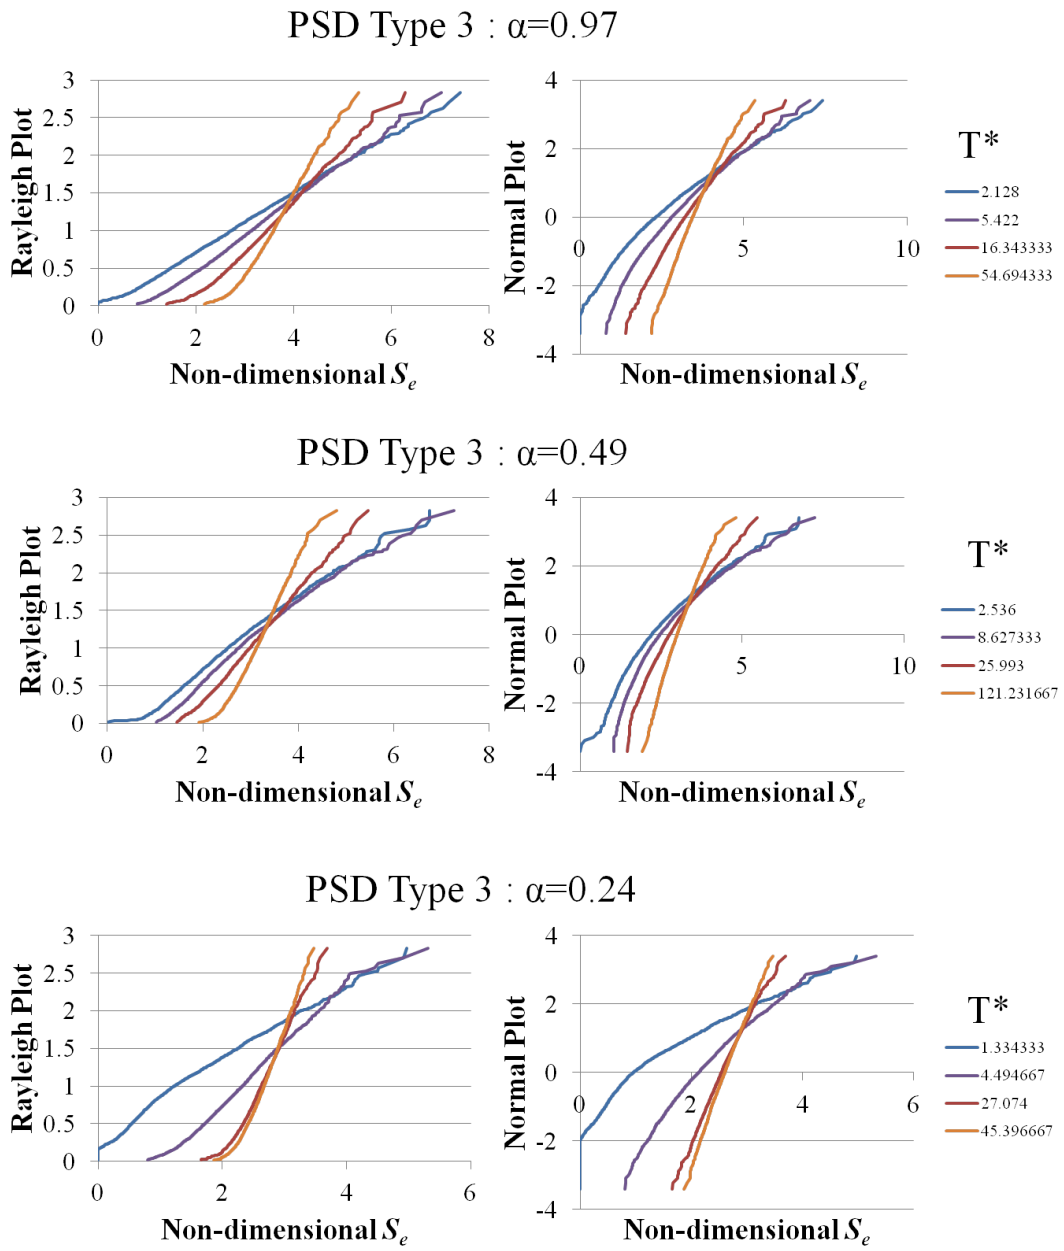 PSD Type 3 : α=0.97
Rayleigh Plot
3
2.5
2
1.5
1
0.5
0
0 2 4 6 8
Non-dimensional Se
Normal Plot
4
2
0
-2
-4
0 5 10
Non-dimensional Se
T*
2.128
5.422
16.343333
54.694333
PSD Type 3 : α=0.49
Rayleigh Plot
3
2.5
2
1.5
1
0.5
0
0 2 4 6 8
Non-dimensional Se
Normal Plot
4
2
0
-2
-4
0 5 10
Non-dimensional Se
T*
2.536
8.627333
25.993
121.231667
PSD Type 3 : α=0.24
Rayleigh Plot
3
2.5
2
1.5
1
0.5
0
0 2 4 6
Non-dimensional Se
Normal Plot
4
2
0
-2
-4
0 2 4 6
Non-dimensional Se
T*
1.334333
4.494667
27.074
45.396667